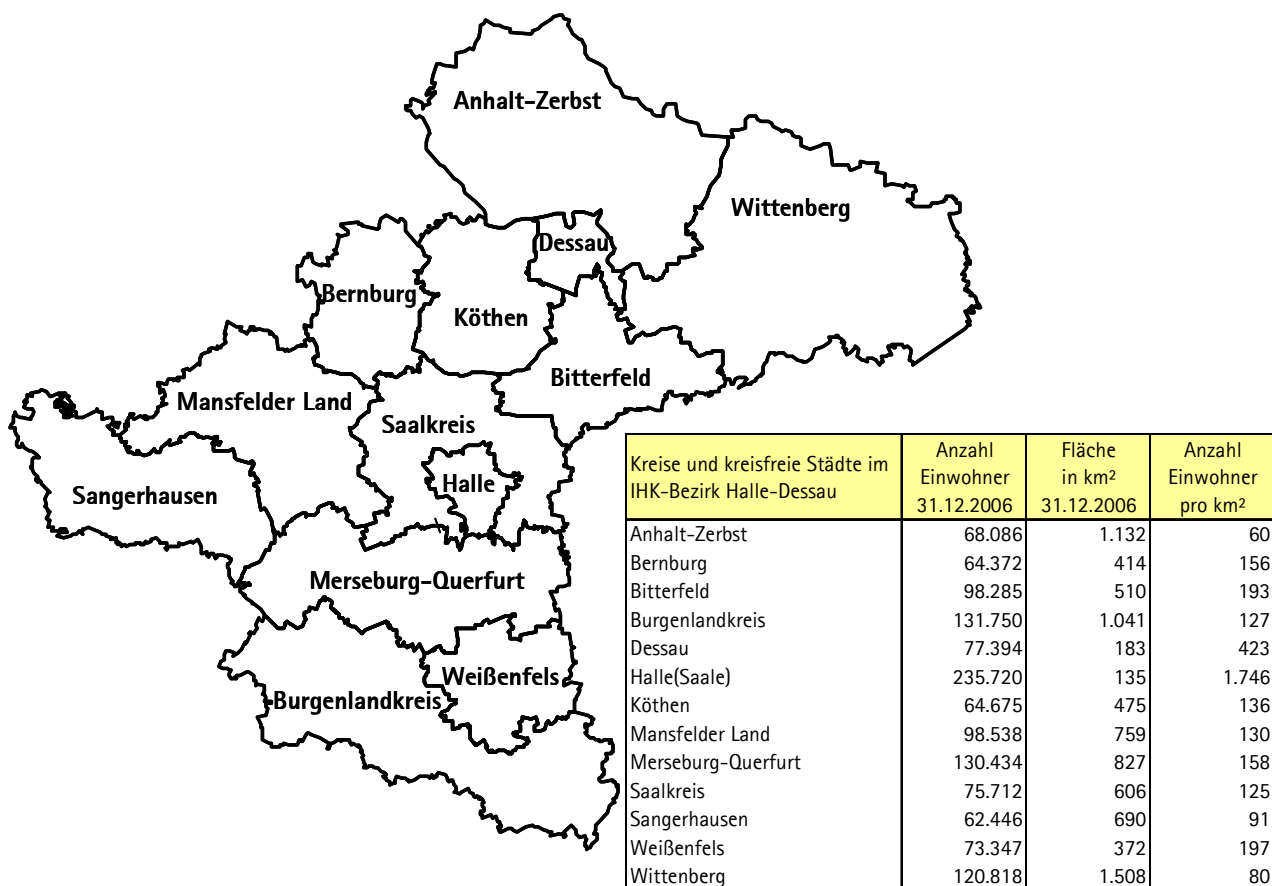 Anhalt-Zerbst
Wittenberg
Dessau
Bernburg
Köthen
Bitterfeld
Mansfelder Land
Saalkreis
Halle
Sangerhausen
Merseburg-Querfurt
Weißenfels
Burgenlandkreis
Kreise und kreisfreie Städte im IHK-Bezirk Halle-Dessau Anzahl Einwohner 31.12.2006 Fläche in km² 31.12.2006 Anzahl Einwohner pro km²
Anhalt-Zerbst 68.086 1.132 60
Bernburg 64.372 414 156
Bitterfeld 98.285 510 193
Burgenlandkreis 131.750 1.041 127
Dessau 77.394 183 423
Halle(Saale) 235.720 135 1.746
Köthen 64.675 475 136
Mansfelder Land 98.538 759 130
Merseburg-Querfurt 130.434 827 158
Saalkreis 75.712 606 125
Sangerhausen 62.446 690 91
Weißenfels 73.347 372 197
Wittenberg 120.818 1.508 80